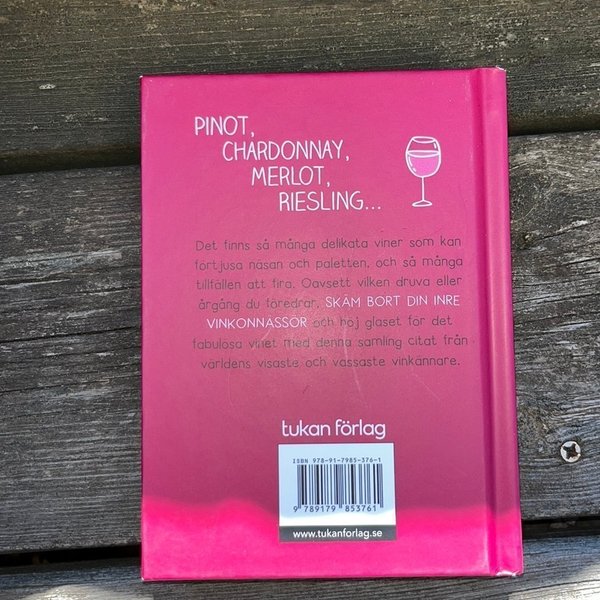 PINOT,
CHARDONNAY,
MERLOT,
RIESLING...
Det finns så många delikata viner som kan
förtjusa näsan och paletten, och så många
tillfällen att fira. Oavsett vilken druva eller
årgång du föredrar, SKÄM BORT DIN INRE
VINKONNÄSSÖR och höj glaset för det
fabulösa vinet med denna samling citat från
världens visaste och vassaste vinkännare.
tukan förlag
ISBN 978-91-7985-376-1
9 789179 853761
www.tukanforlag.se